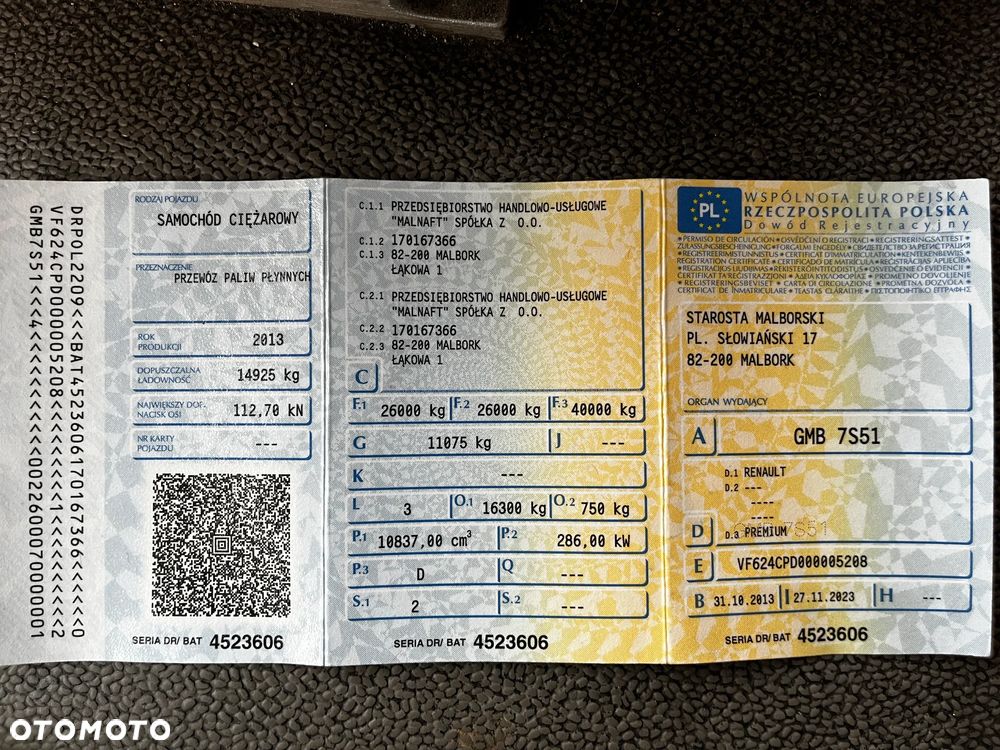 DRPOL2209<<BAT4523606170167366<<<<<<0
VF624CPD000005208<<<<<<<<1<<<<<<<<<<2
RODZAJ POJAZDU
SAMOCHÓD CIĘŻAROWY
PRZEZNACZENIE
PRZEWÓZ PALIW PŁYNNYCH
ROK
PRODUKCJI
2013
DOPUSZCZALNA
ŁADOWNOŚĆ
14925 kg
NAJWIĘKSZY DOP.
NACISK OSI
112,70 kN
NR KARTY
POJAZDU
---
SERIA DR/ BAT 4523606
C.1.1 PRZEDSIĘBIORSTWO HANDLOWO-USŁUGOWE
"MALNAFT" SPÓŁKA Z O.O.
C.1.2 170167366
C.1.3 82-200 MALBORK
ŁĄKOWA 1
C.2.1 PRZEDSIĘBIORSTWO HANDLOWO-USŁUGOWE
"MALNAFT" SPÓŁKA Z O.O.
C.2.2 170167366
C.2.3 82-200 MALBORK
ŁĄKOWA 1
C
F.1 26000 kg F.2 26000 kg F.3 40000 kg
G 11075 kg J ---
K ---
L 3 O.1 16300 kg O.2 750 kg
P.1 10837,00 cm³ P.2 286,00 kW
P.3 D Q ---
S.1 2 S.2 ---
SERIA DR/ BAT 4523606
PL
WSPÓLNOTA EUROPEJSKA
RZECZPOSPOLITA POLSKA
Dowód Rejestracyjny
STAROSTA MALBORSKI
PL. SŁOWIAŃSKI 17
82-200 MALBORK
ORGAN WYDAJĄCY
A GMB 7S51
D.1 RENAULT
D.2 ---
----
----
D D.3 PREMIUM
E VF624CPD000005208
B 31.10.2013 I 27.11.2023 H ---
SERIA DR/ BAT 4523606
OTOMOTO